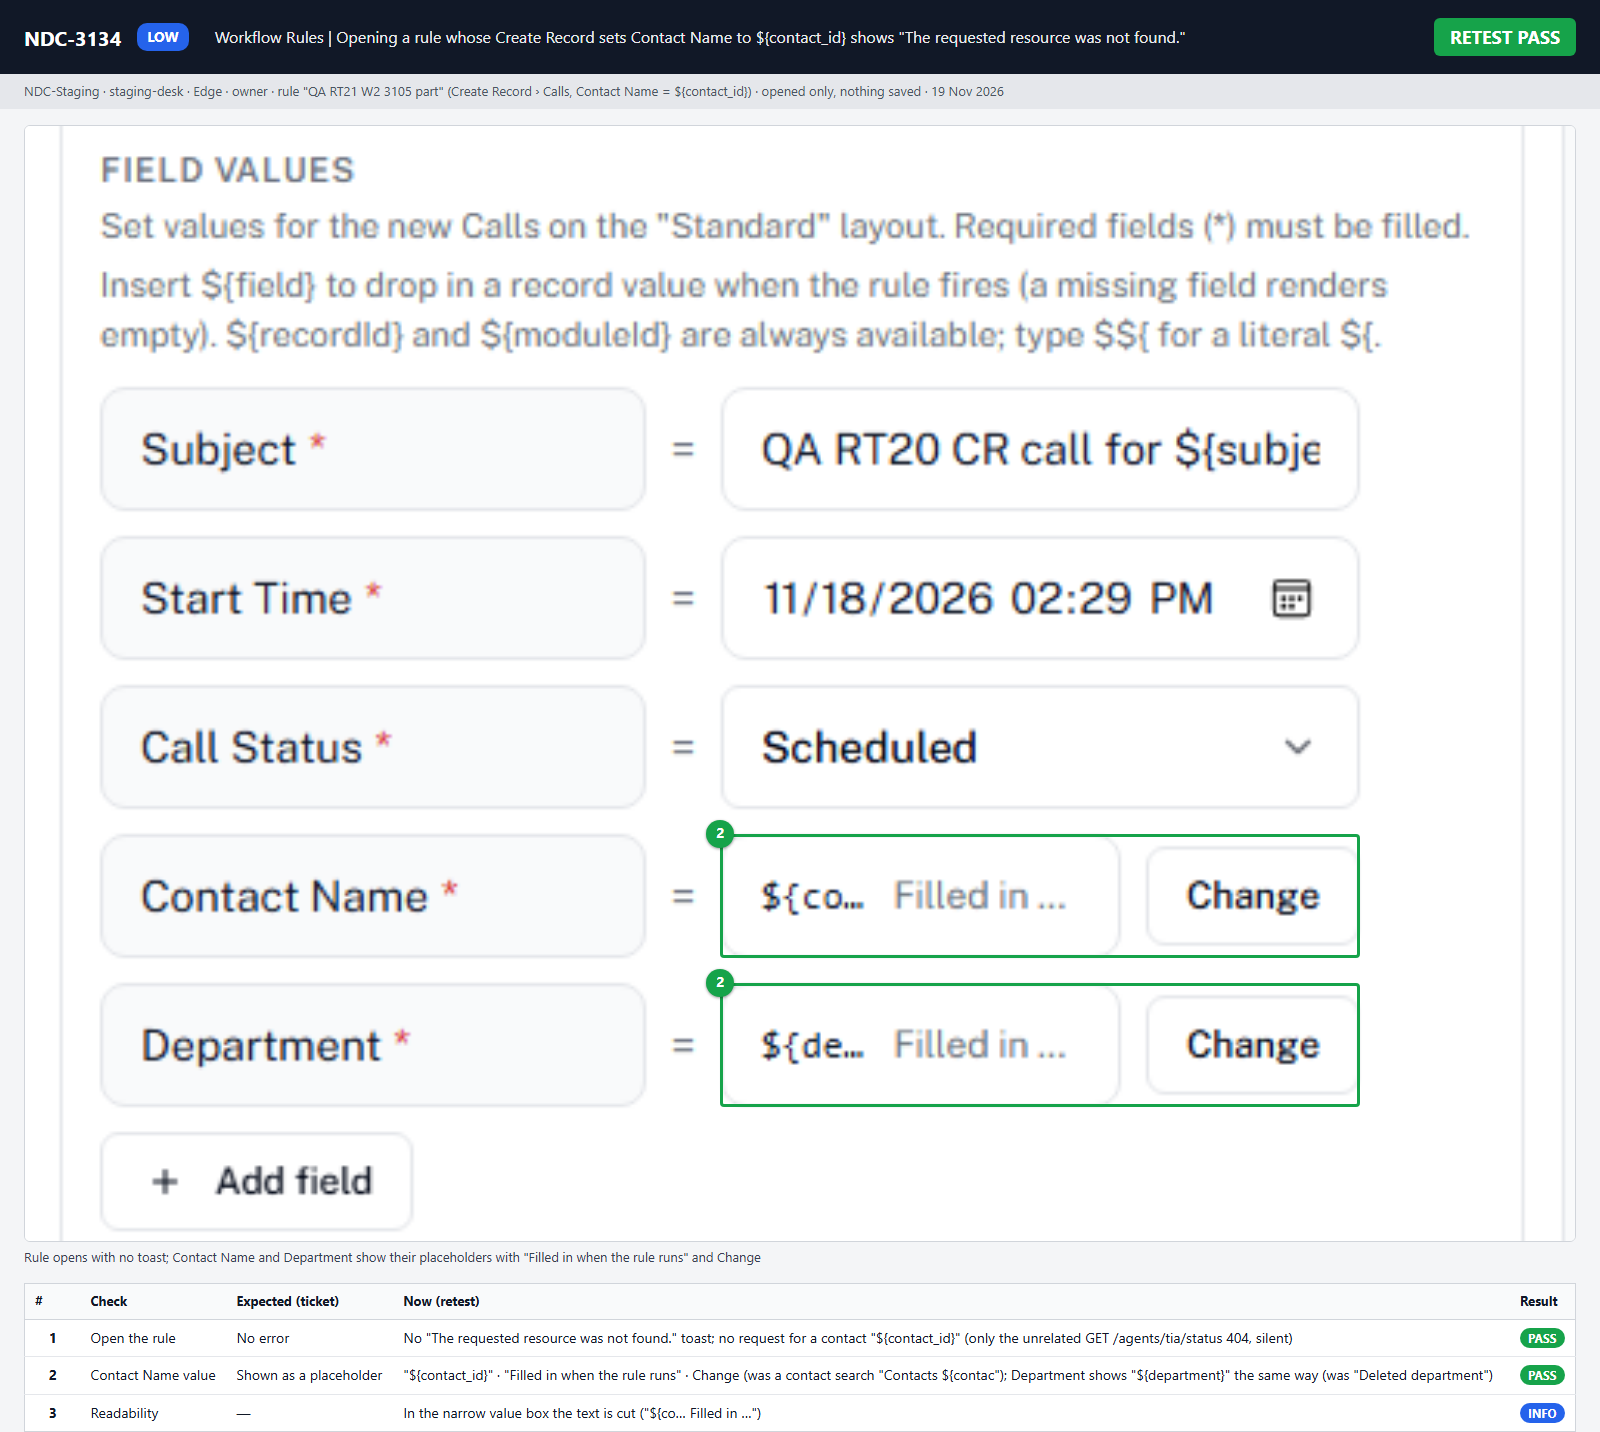 NDC-3134 LOW Workflow Rules | Opening a rule whose Create Record sets Contact Name to ${contact_id} shows "The requested resource was not found." RETEST PASS
NDC-Staging · staging-desk · Edge · owner · rule "QA RT21 W2 3105 part" (Create Record › Calls, Contact Name = ${contact_id}) · opened only, nothing saved · 19 Nov 2026
FIELD VALUES
Set values for the new Calls on the "Standard" layout. Required fields (*) must be filled.
Insert ${field} to drop in a record value when the rule fires (a missing field renders
empty). ${recordId} and ${moduleId} are always available; type $${ for a literal ${.
Subject * = QA RT20 CR call for ${subje
Start Time * = 11/18/2026 02:29 PM
Call Status * = Scheduled
2
Contact Name * = ${co... Filled in ... Change
2
Department * = ${de... Filled in ... Change
+ Add field
Rule opens with no toast; Contact Name and Department show their placeholders with "Filled in when the rule runs" and Change
# Check Expected (ticket) Now (retest) Result
1 Open the rule No error No "The requested resource was not found." toast; no request for a contact "${contact_id}" (only the unrelated GET /agents/tia/status 404, silent) PASS
2 Contact Name value Shown as a placeholder "${contact_id}" · "Filled in when the rule runs" · Change (was a contact search "Contacts ${contac"); Department shows "${department}" the same way (was "Deleted department") PASS
3 Readability — In the narrow value box the text is cut ("${co... Filled in ...") INFO